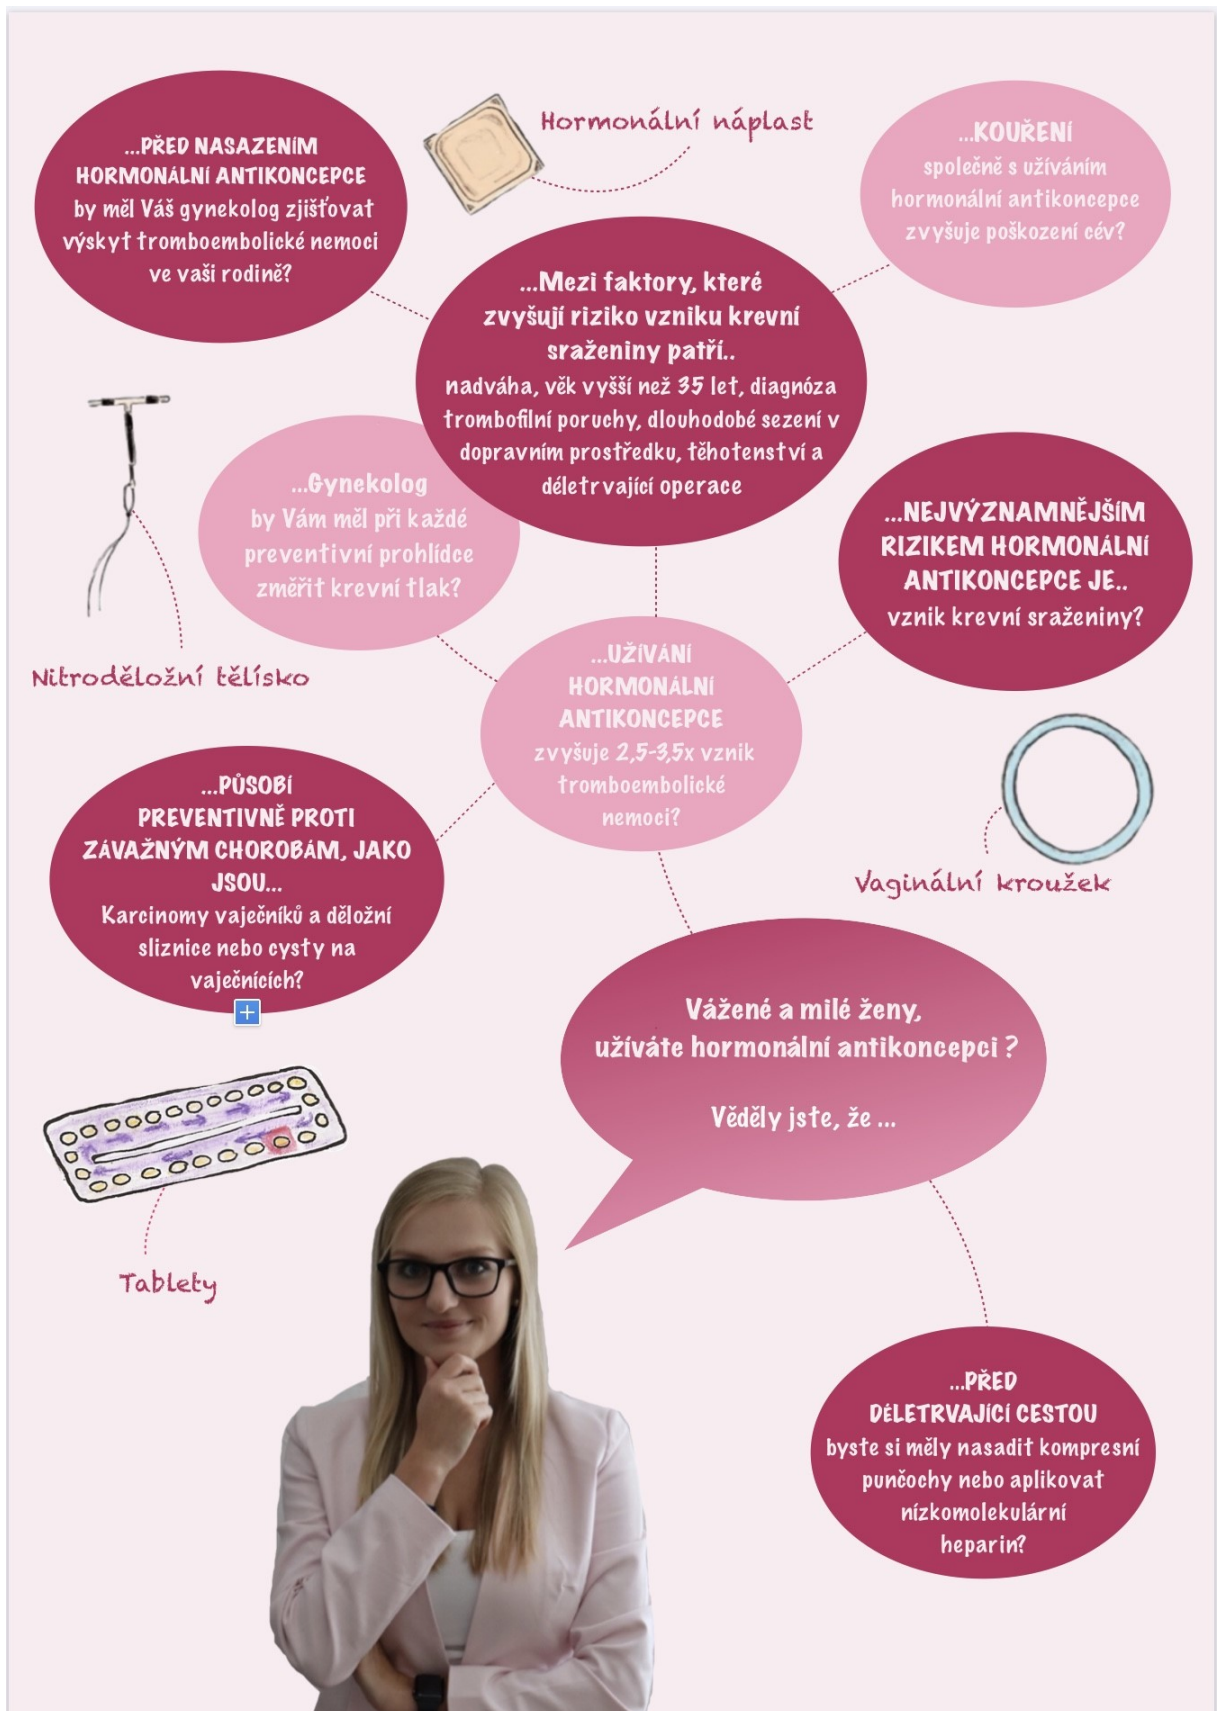 ...PŘED NASAZENÍM
HORMONÁLNÍ ANTIKONCEPCE
by měl Váš gynekolog zjišťovat
výskyt tromboembolické nemoci
ve vaši rodině?
Hormonální náplast
...KOUŘENÍ
společně s užíváním
hormonální antikoncepce
zvyšuje poškození cév?
...Mezi faktory, které
zvyšují riziko vzniku krevní
sraženiny patří..
nadváha, věk vyšší než 35 let, diagnóza
trombofilní poruchy, dlouhodobé sezení v
dopravním prostředku, těhotenství a
déletrvající operace
...Gynekolog
by Vám měl při každé
preventivní prohlídce
změřit krevní tlak?
...NEJVÝZNAMNĚJŠÍM
RIZIKEM HORMONÁLNÍ
ANTIKONCEPCE JE..
vznik krevní sraženiny?
Nitroděložní tělísko
...UŽÍVÁNÍ
HORMONÁLNÍ
ANTIKONCEPCE
zvyšuje 2,5-3,5x vznik
tromboembolické
nemoci?
...PŮSOBÍ
PREVENTIVNĚ PROTI
ZÁVAŽNÝM CHOROBÁM, JAKO
JSOU...
Karcinomy vaječníků a děložní
sliznice nebo cysty na
vaječnících?
Vaginální kroužek
Vážené a milé ženy,
užíváte hormonální antikoncepci ?
Věděly jste, že ...
Tablety
...PŘED
DÉLETRVAJÍCÍ CESTOU
byste si měly nasadit kompresní
punčochy nebo aplikovat
nízkomolekulární
heparin?